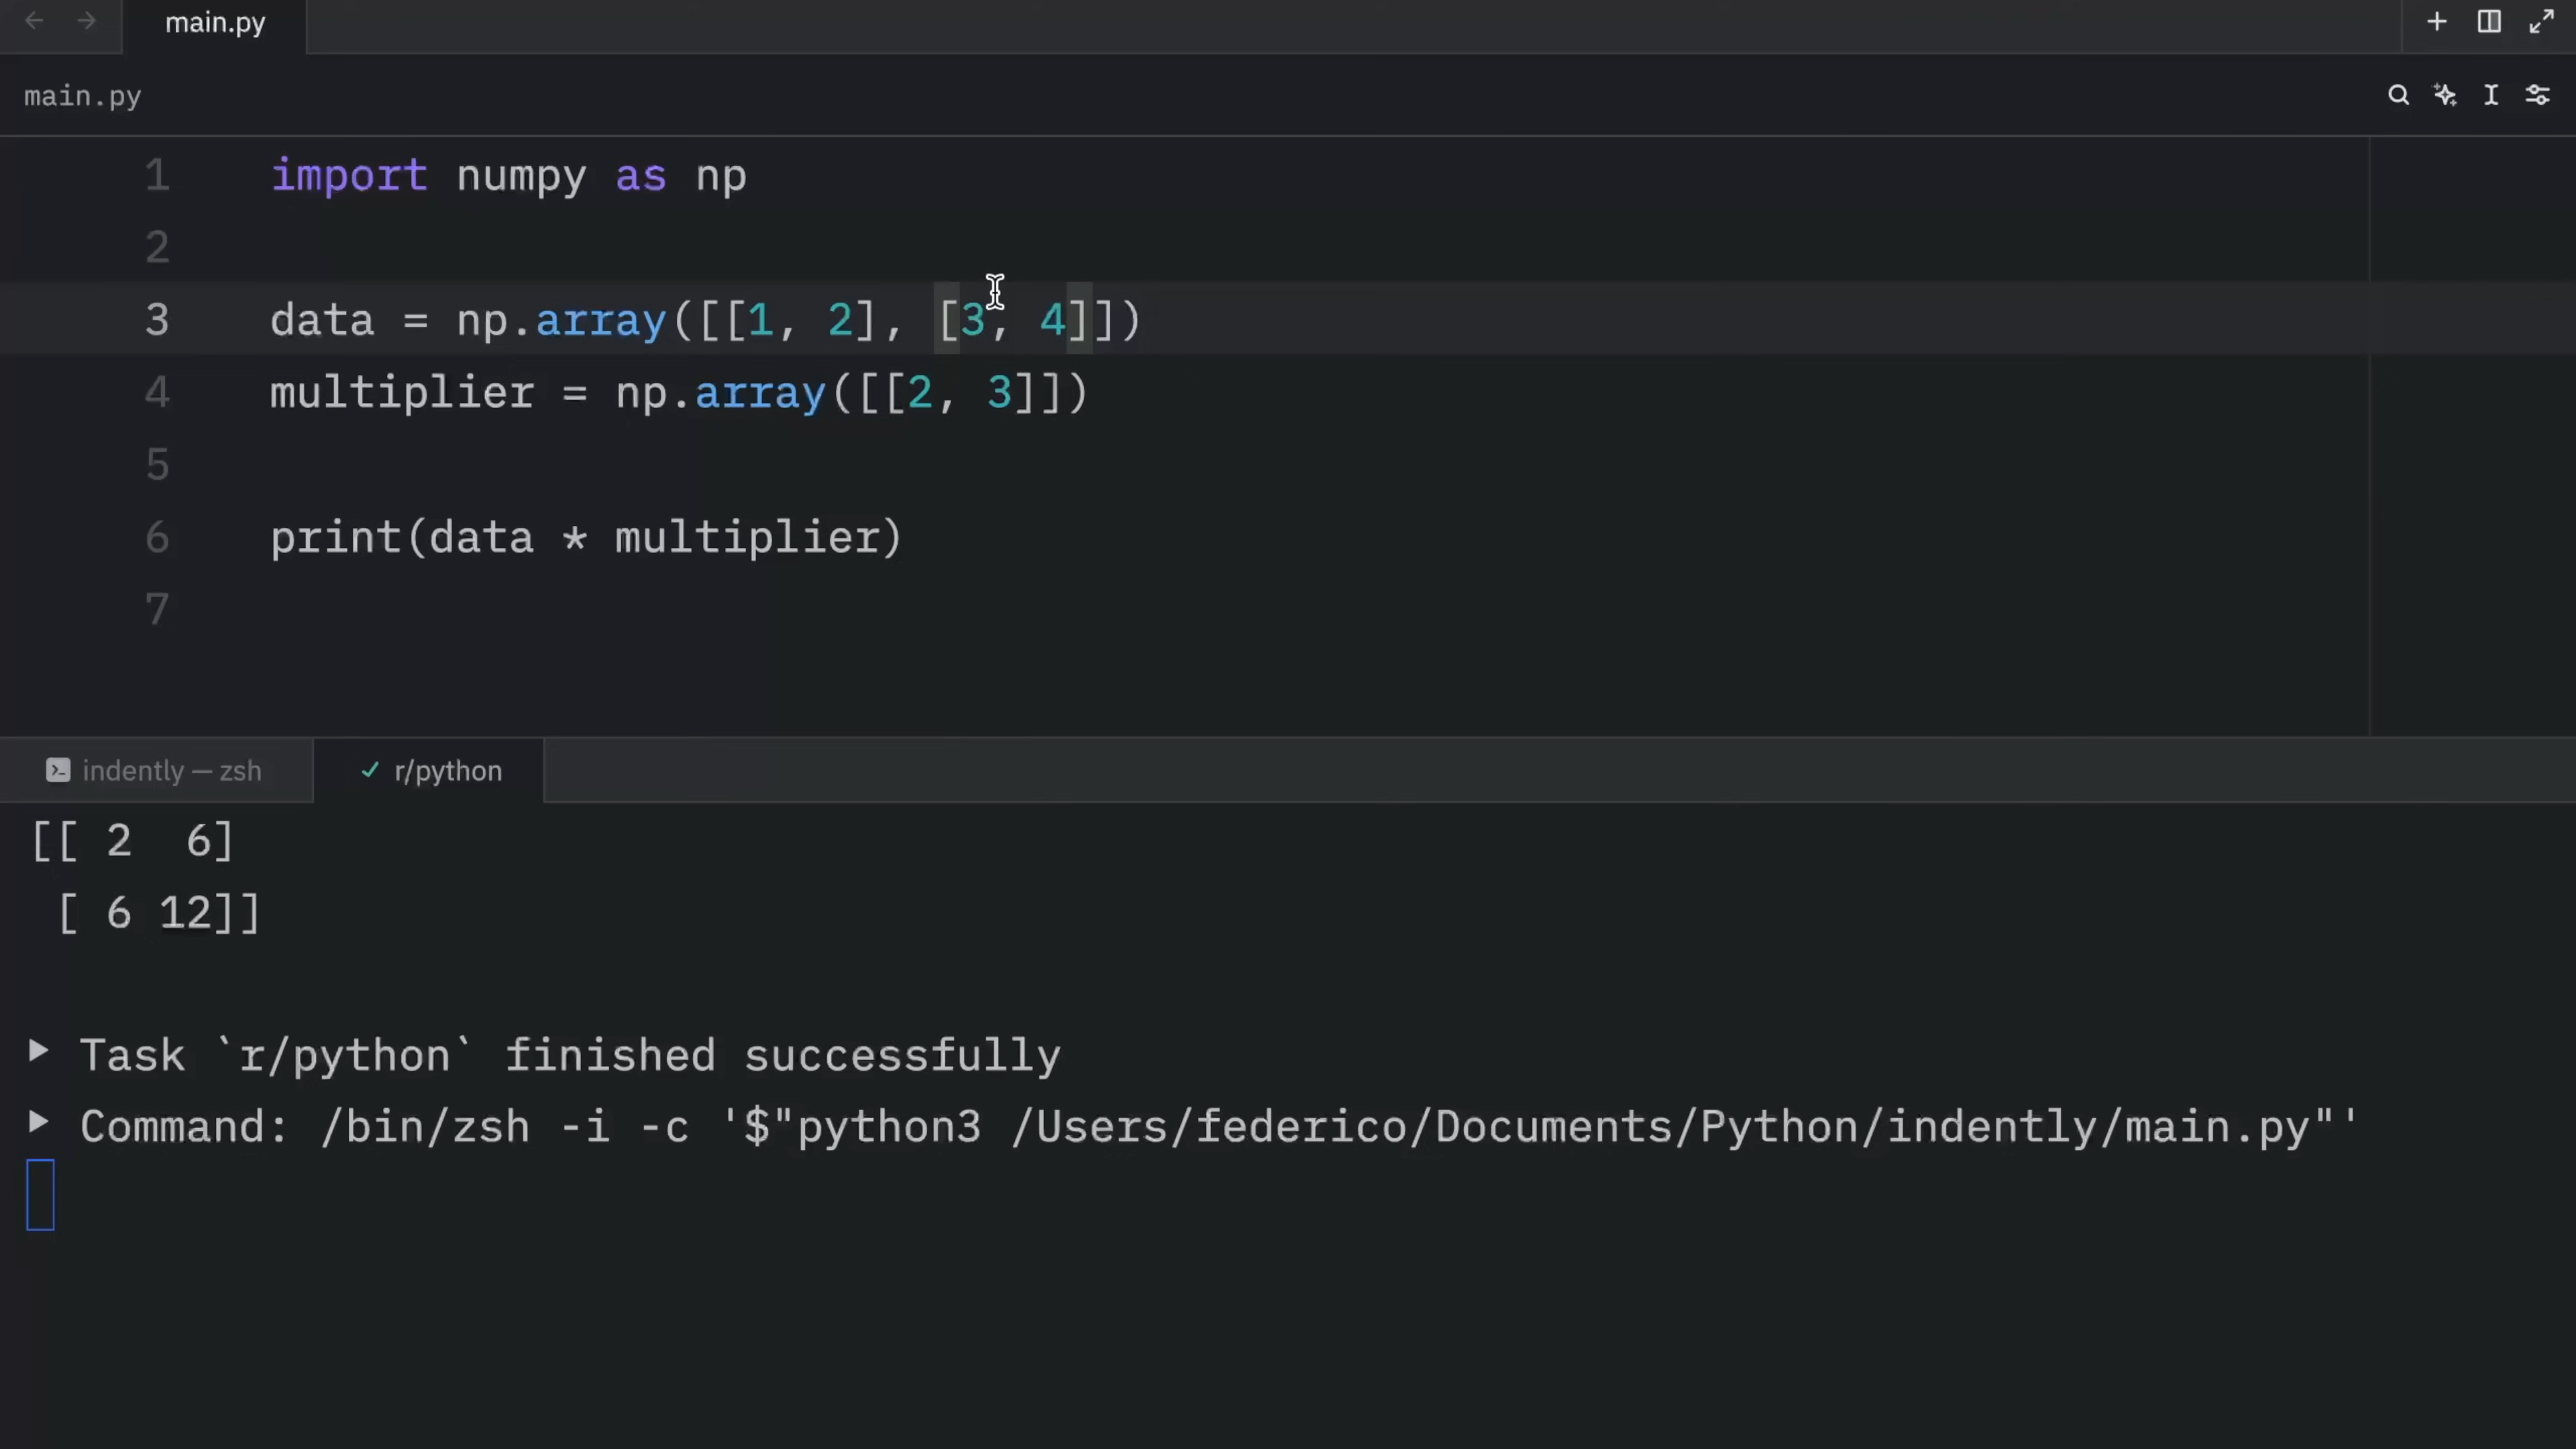 main.py
main.py
1 import numpy as np
2
3 data = np.array([[1, 2], [3, 4]])
4 multiplier = np.array([[2, 3]])
5
6 print(data * multiplier)
7
indently — zsh r/python
[[ 2  6]
 [ 6 12]]
Task `r/python` finished successfully
Command: /bin/zsh -i -c '$"python3 /Users/federico/Documents/Python/indently/main.py"'